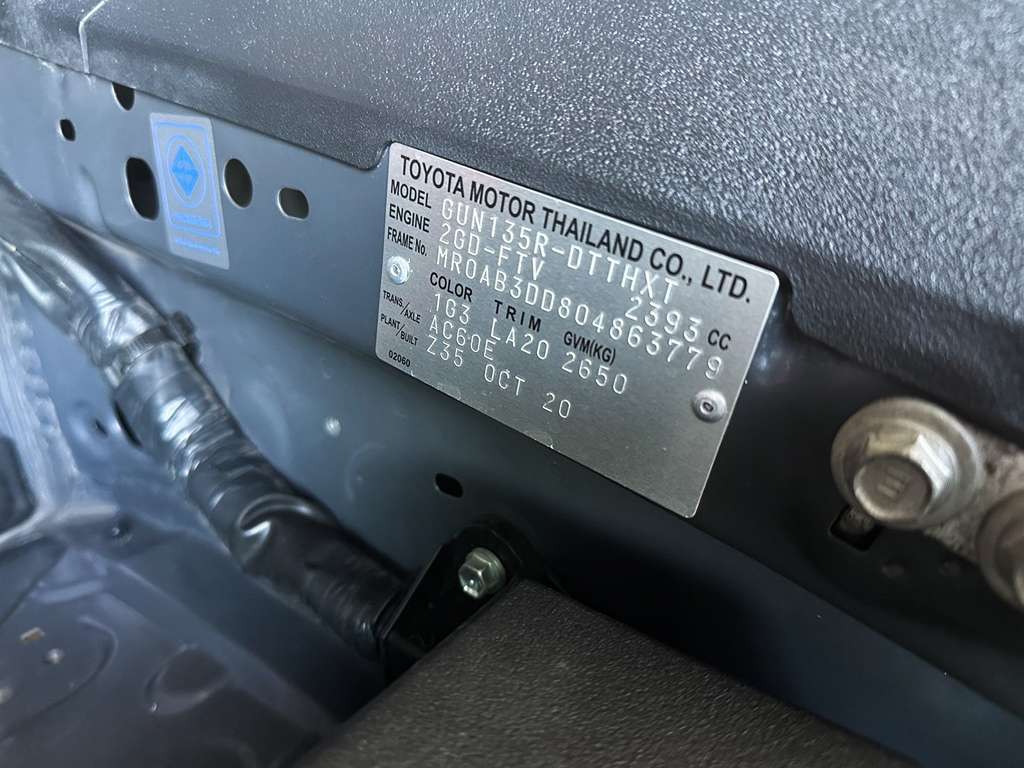 TOYOTA MOTOR THAILAND CO., LTD.
MODEL GUN135R-DTTHXT
ENGINE 2GD-FTV 2393 CC
FRAME No. MR0AB3DD804863779
COLOR TRIM GVM(KG)
1G3 LA20 2650
TRANS./AXLE AC60E
PLANT/BUILT Z35 OCT 20
02060